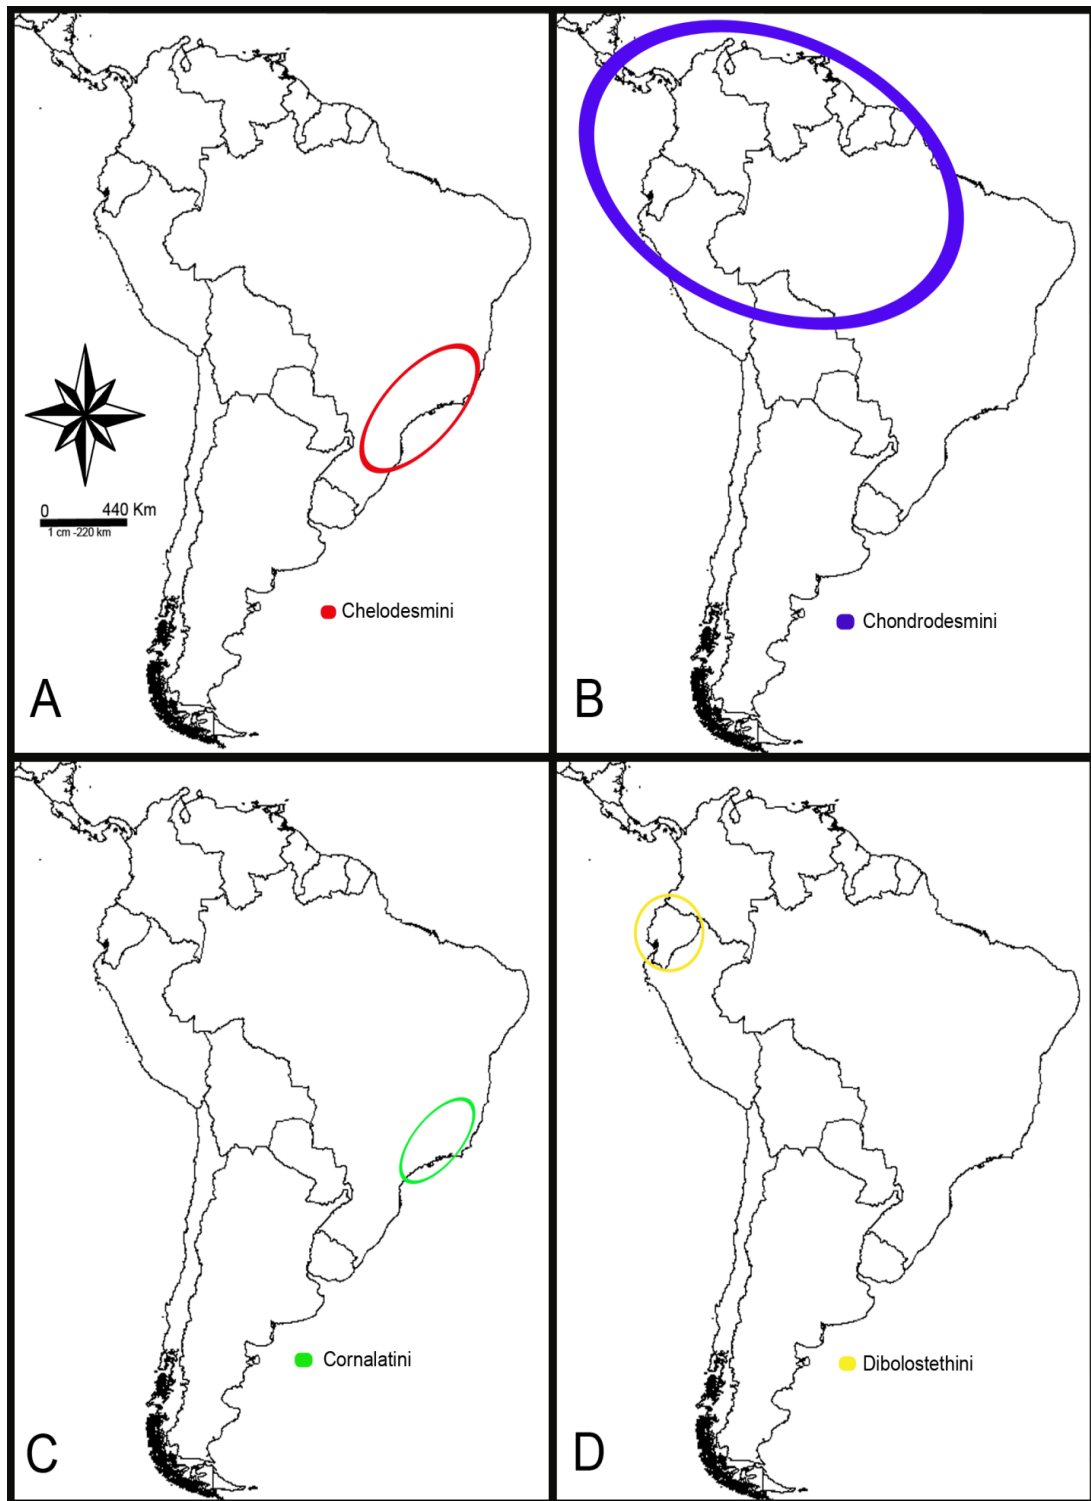 0 440 Km
1 cm -220 km
Chelodesmini
A
Chondrodesmini
B
Cornalatini
C
Dibolostethini
D